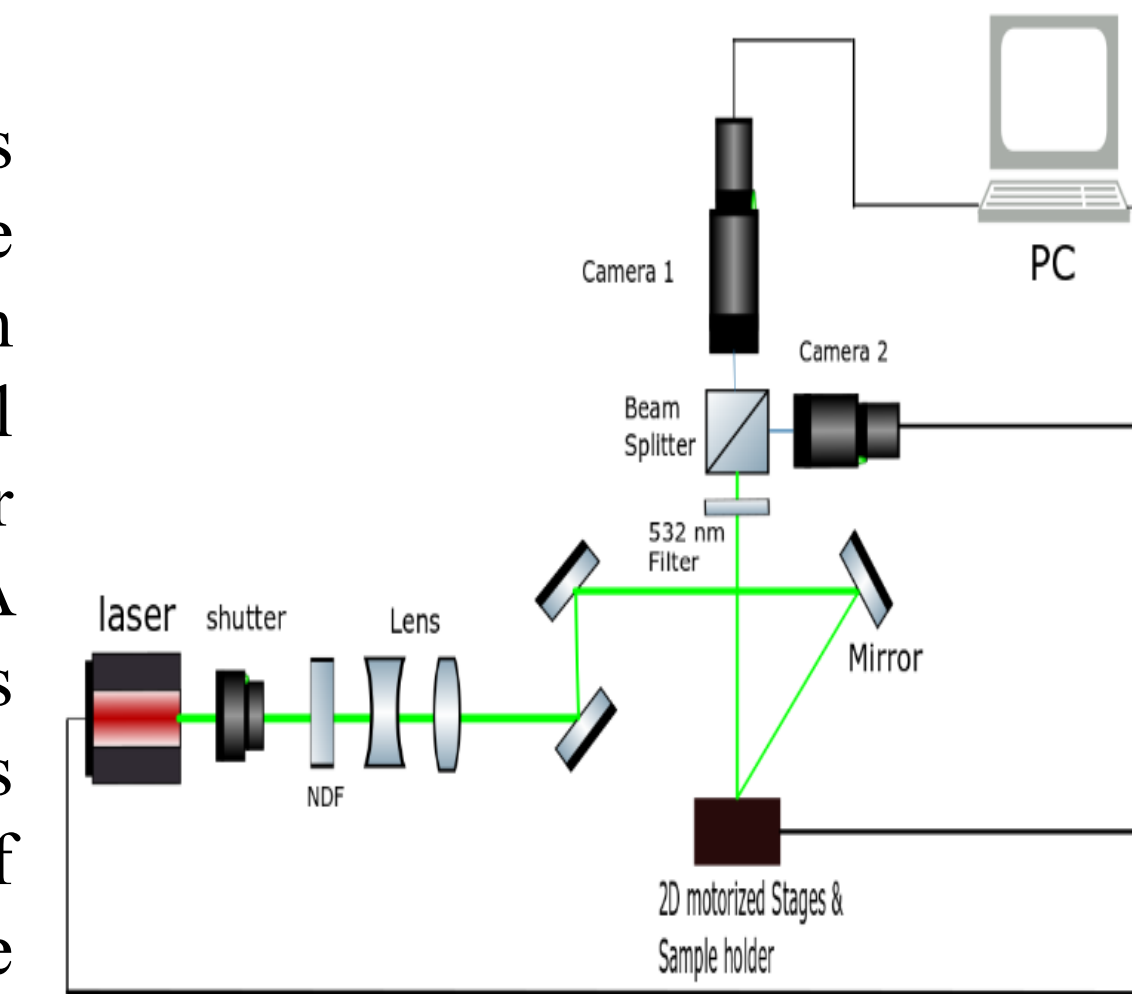 s
e
n
l
r
A
s
s
f
e
PC
Camera 1
Camera 2
Beam
Splitter
532 nm
Filter
laser
shutter
Lens
Mirror
NDF
2D motorized Stages &
Sample holder